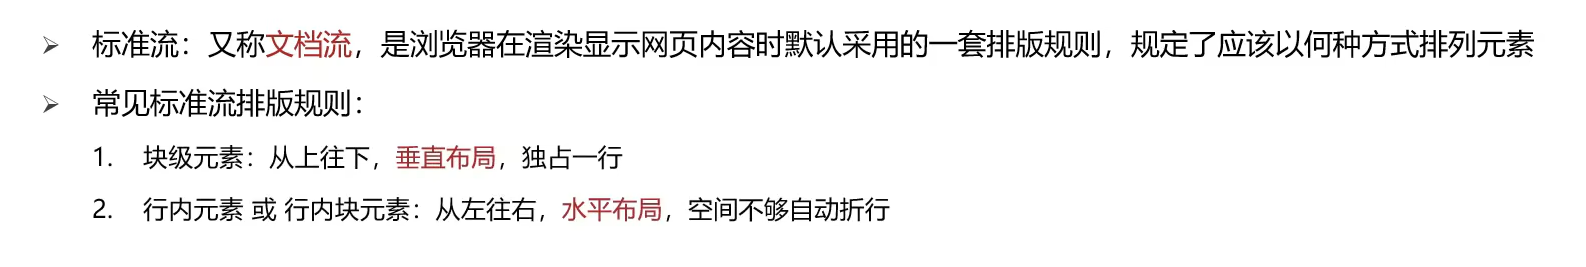 ➢ 标准流：又称文档流，是浏览器在渲染显示网页内容时默认采用的一套排版规则，规定了应该以何种方式排列元素
➢ 常见标准流排版规则：
1. 块级元素：从上往下，垂直布局，独占一行
2. 行内元素 或 行内块元素：从左往右，水平布局，空间不够自动折行